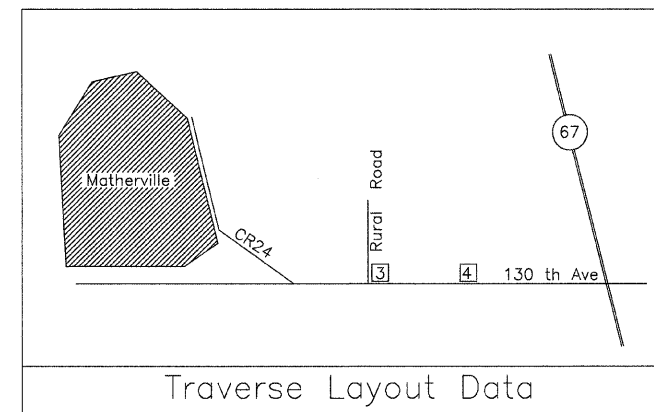 67
Matherville
Rural Road
CR24
3
4
130 th Ave
Traverse Layout Data